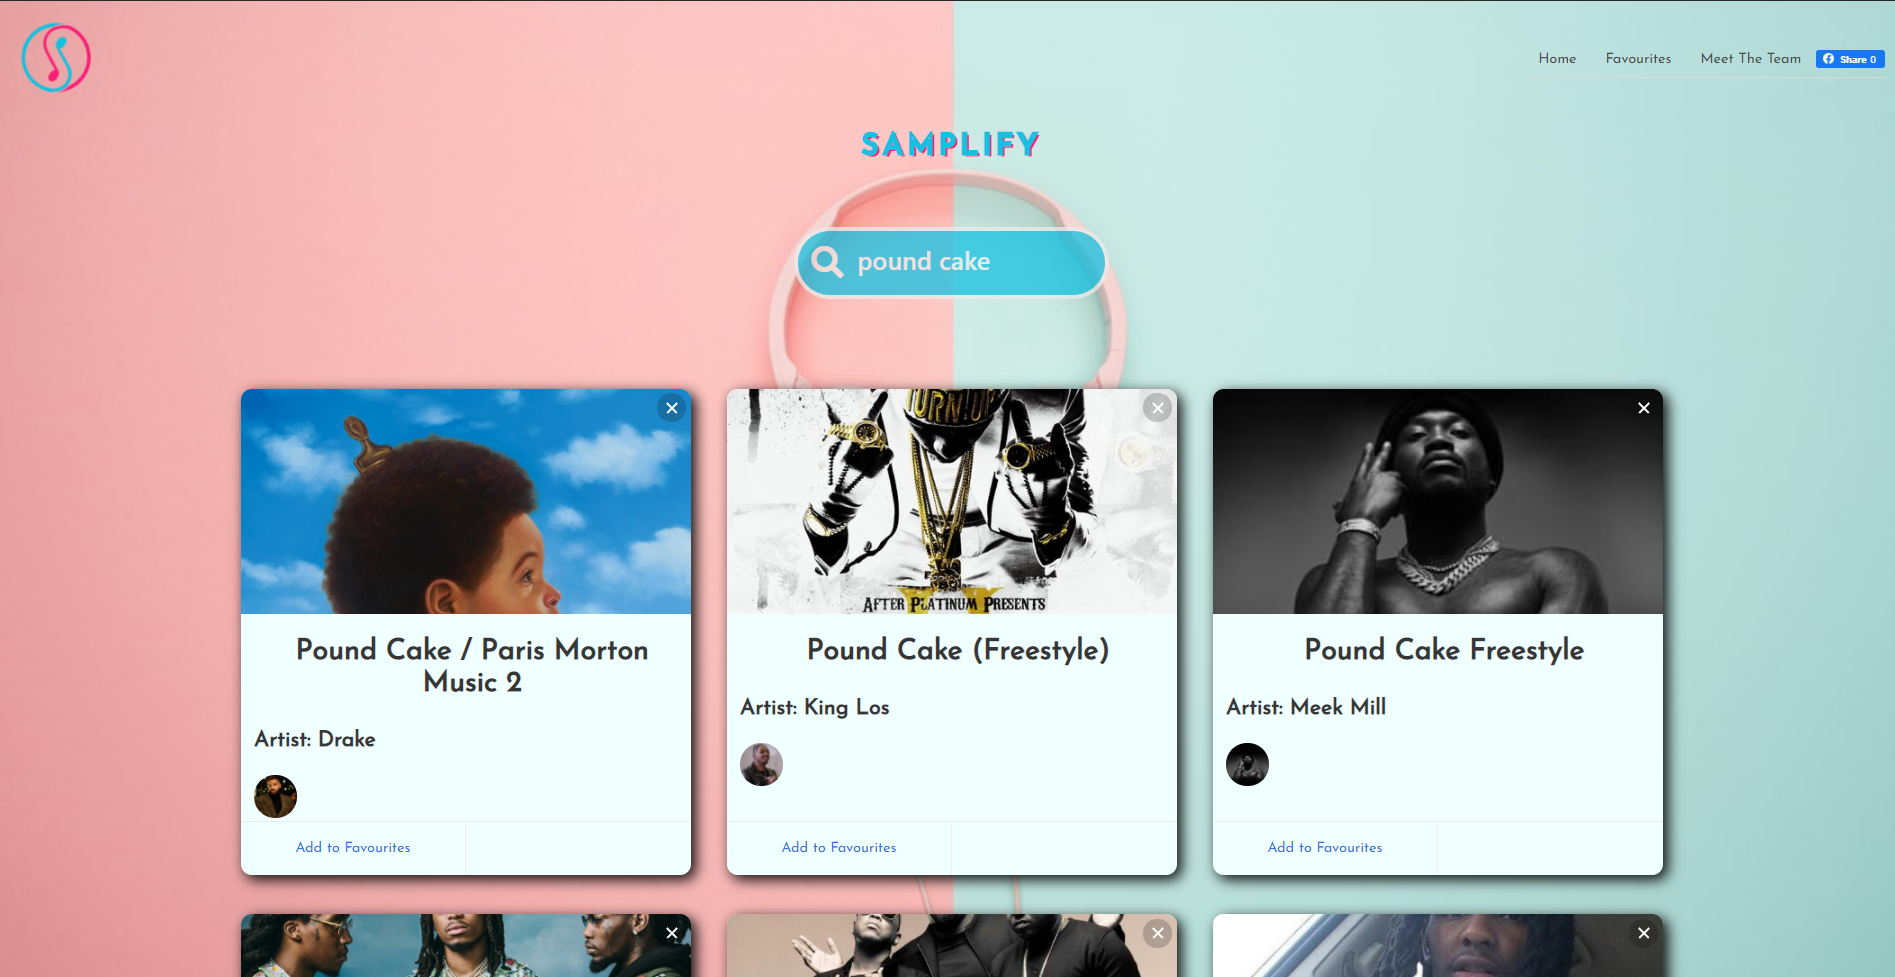 Home Favourites Meet The Team Share 0
SAMPLIFY
pound cake
TURN UP
AFTER PLATINUM PRESENTS
Pound Cake / Paris Morton
Music 2
Artist: Drake
Add to Favourites
Pound Cake (Freestyle)
Artist: King Los
Add to Favourites
Pound Cake Freestyle
Artist: Meek Mill
Add to Favourites